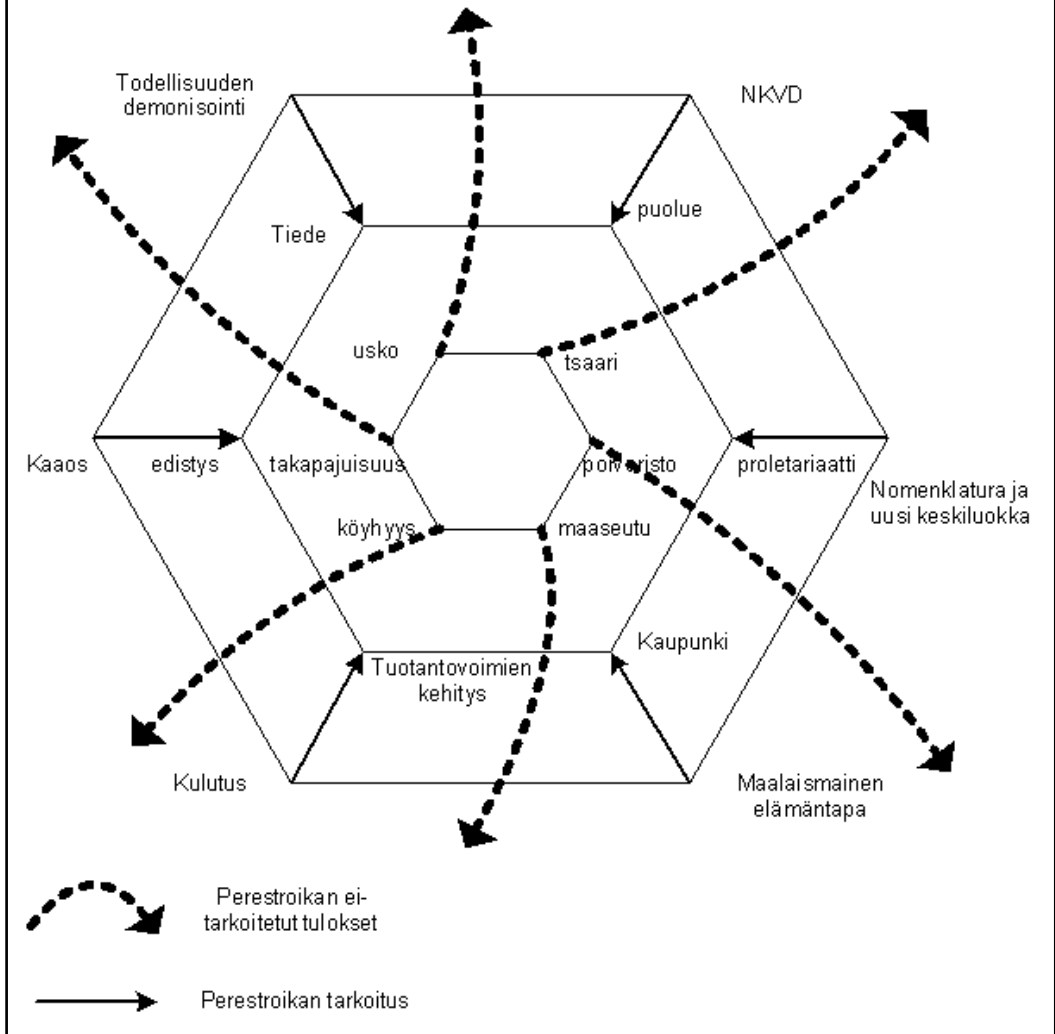 Todellisuuden
demonisointi
NKVD
puolue
Tiede
usko
tsaari
Kaaos
edistys
takapajuisuus
porvaristo
proletariaatti
Nomenklatura ja
uusi keskiluokka
köyhyys
maaseutu
Kaupunki
Tuotantovoimien
kehitys
Kulutus
Maalaismainen
elämäntapa
Perestroikan ei-
tarkoitetut tulokset
Perestroikan tarkoitus